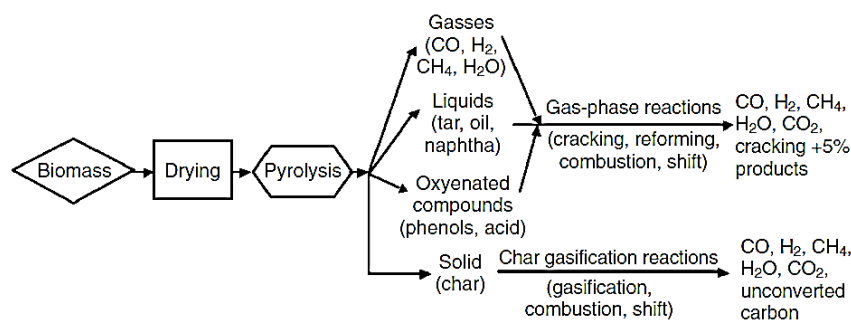 Biomass
Drying
Pyrolysis
Gasses
(CO, H₂,
CH₄, H₂O)
Liquids
(tar, oil,
naphtha)
Oxyenated
compounds
(phenols, acid)
Solid
(char)
Gas-phase reactions
(cracking, reforming,
combustion, shift)
CO, H₂, CH₄,
H₂O, CO₂,
cracking +5%
products
Char gasification reactions
(gasification,
combustion, shift)
CO, H₂, CH₄,
H₂O, CO₂,
unconverted
carbon